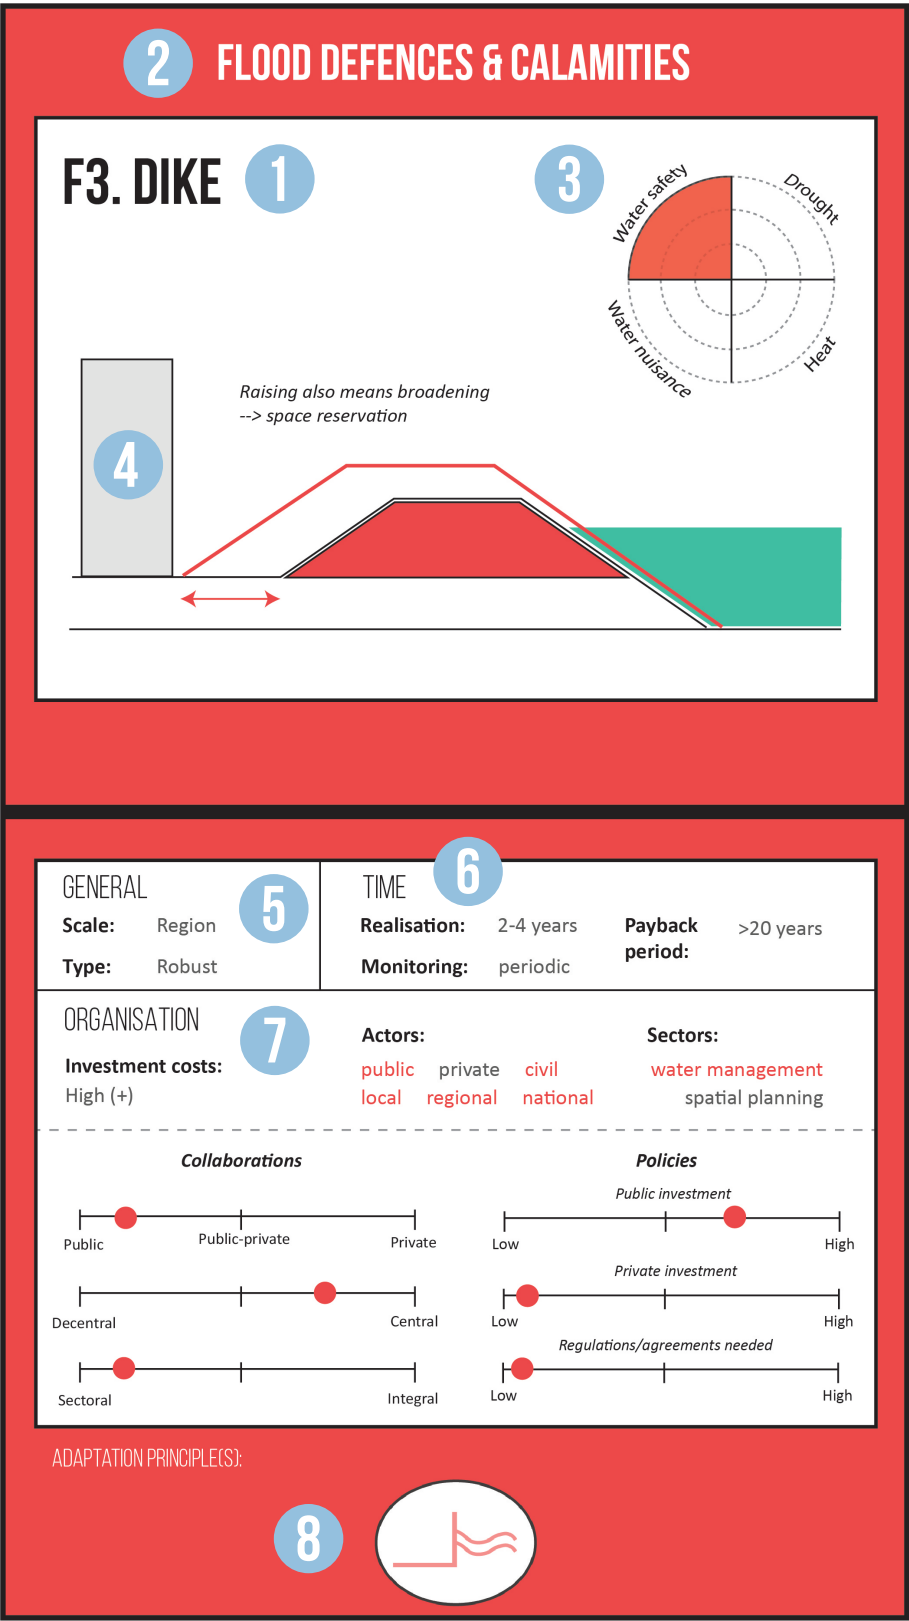 2 FLOOD DEFENCES & CALAMITIES
F3. DIKE 1
3
Water safety
Drought
Water nuisance
Heat
Raising also means broadening
--> space reservation
4
GENERAL
5
Scale: Region
Type: Robust
TIME
6
Realisation: 2-4 years
Monitoring: periodic
Payback
period:
>20 years
ORGANISATION
7
Investment costs:
High (+)
Actors:
public private civil
local regional national
Sectors:
water management
spatial planning
Collaborations
Public Public-private Private
Decentral Central
Sectoral Integral
Policies
Public investment
Low High
Private investment
Low High
Regulations/agreements needed
Low High
ADAPTATION PRINCIPLE(S):
8